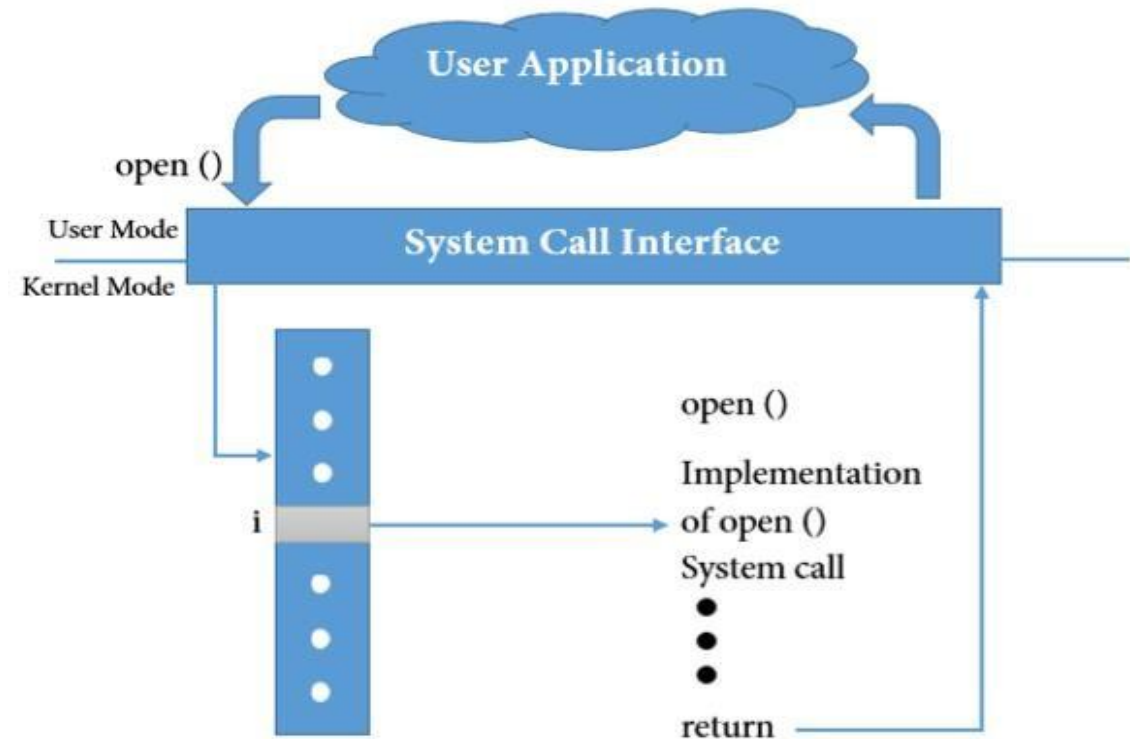 User Application
open ()
User Mode
System Call Interface
Kernel Mode
open ()
Implementation
i
of open ()
System call
return